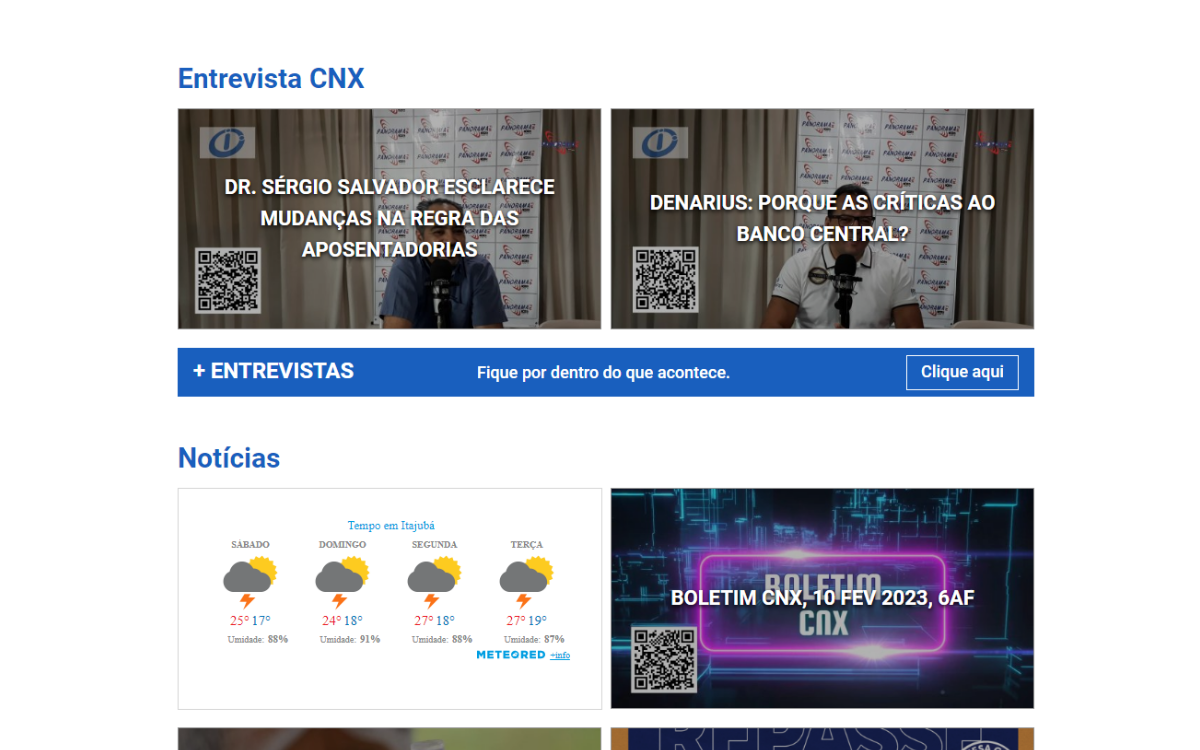 Entrevista CNX
DR. SÉRGIO SALVADOR ESCLARECE
MUDANÇAS NA REGRA DAS
APOSENTADORIAS
DENARIUS: PORQUE AS CRÍTICAS AO
BANCO CENTRAL?
+ ENTREVISTAS
Fique por dentro do que acontece.
Clique aqui
Notícias
Tempo em Itajubá
SÁBADO DOMINGO SEGUNDA TERÇA
25° 17° 24° 18° 27° 18° 27° 19°
Umidade: 88% Umidade: 91% Umidade: 88% Umidade: 87%
METEORED +info
BOLETIM
CNX
BOLETIM CNX, 10 FEV 2023, 6AF
REPASSE